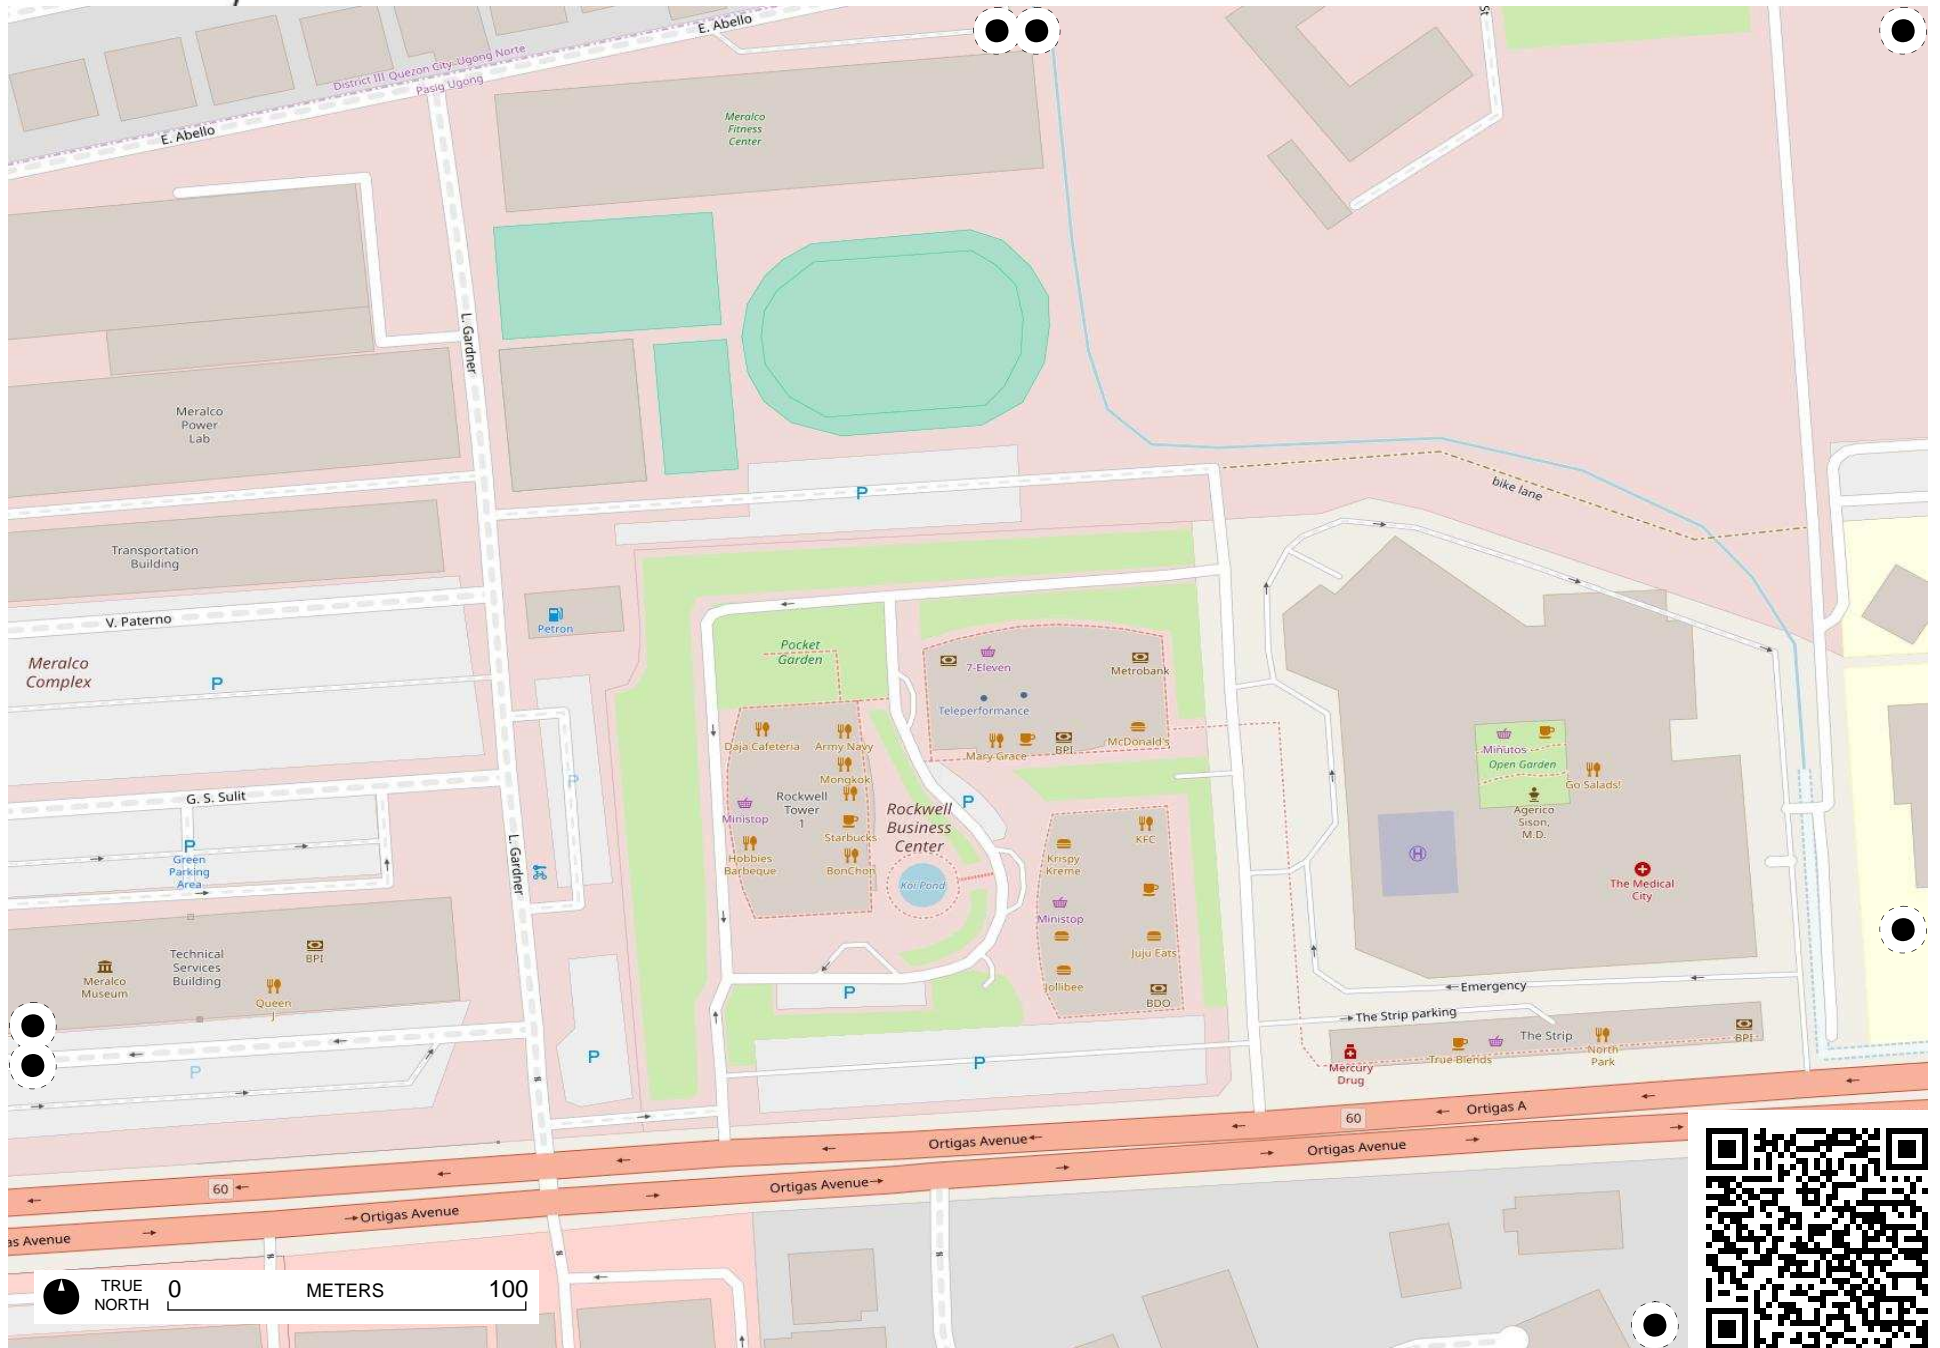 E. Abello
District III Quezon City Ugong Norte
Pasig Ugong
E. Abello
St
Meralco
Fitness
Center
L. Gardner
Meralco
Power
Lab
P
bike lane
Transportation
Building
V. Paterno
Petron
Meralco
Complex
P
Pocket
Garden
7-Eleven
Metrobank
Teleperformance
Mary Grace
BPI
McDonald's
Daja Cafeteria
Army Navy
Mongkok
Rockwell
Tower
1
Ministop
Starbucks
Hobbies
Barbeque
BonChon
Rockwell
Business
Center
Koi Pond
P
P
G. S. Sulit
P
Green
Parking
Area
L. Gardner
KFC
Krispy
Kreme
Ministop
Juju Eats
Jollibee
BDO
Minutos
Open Garden
Go Salads!
Agerico
Sison,
M.D.
H
The Medical
City
Meralco
Museum
Technical
Services
Building
BPI
Queen
J
P
P
P
P
Emergency
The Strip parking
The Strip
Mercury
Drug
True Blends
North
Park
BPI
60
Ortigas A
Ortigas Avenue
Ortigas Avenue
60
Ortigas Avenue
Ortigas Avenue
as Avenue
TRUE
NORTH
0 METERS 100